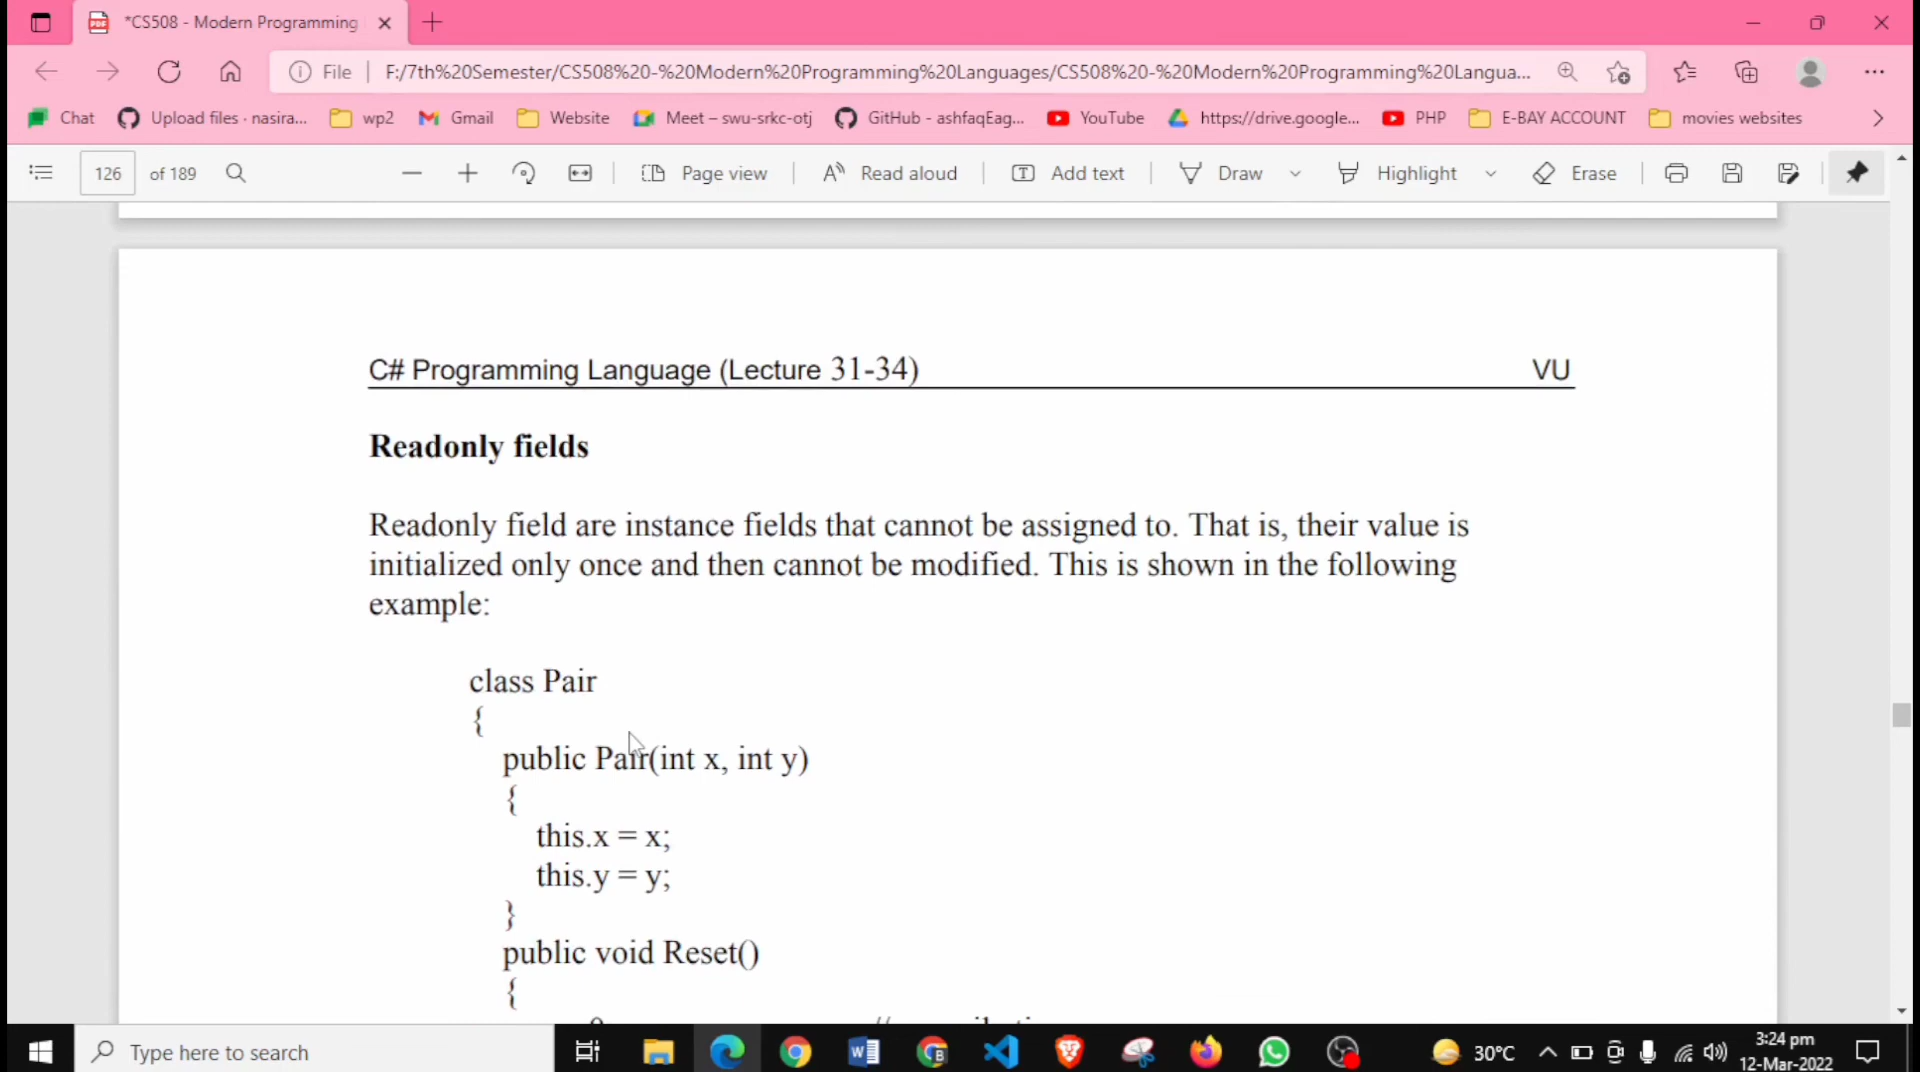 *CS508 - Modern Programming
File
F:/7th%20Semester/CS508%20-%20Modern%20Programming%20Languages/CS508%20-%20Modern%20Programming%20Langua...
Chat
Upload files · nasira...
wp2
Gmail
Website
Meet – swu-srkc-otj
GitHub - ashfaqEag...
YouTube
https://drive.google...
PHP
E-BAY ACCOUNT
movies websites
126 of 189
Page view
Read aloud
Add text
Draw
Highlight
Erase
C# Programming Language (Lecture 31-34) VU
Readonly fields
Readonly field are instance fields that cannot be assigned to. That is, their value is
initialized only once and then cannot be modified. This is shown in the following
example:
class Pair
{
public Pair(int x, int y)
{
this.x = x;
this.y = y;
}
public void Reset()
{
Type here to search
30°C
3:24 pm
12-Mar-2022